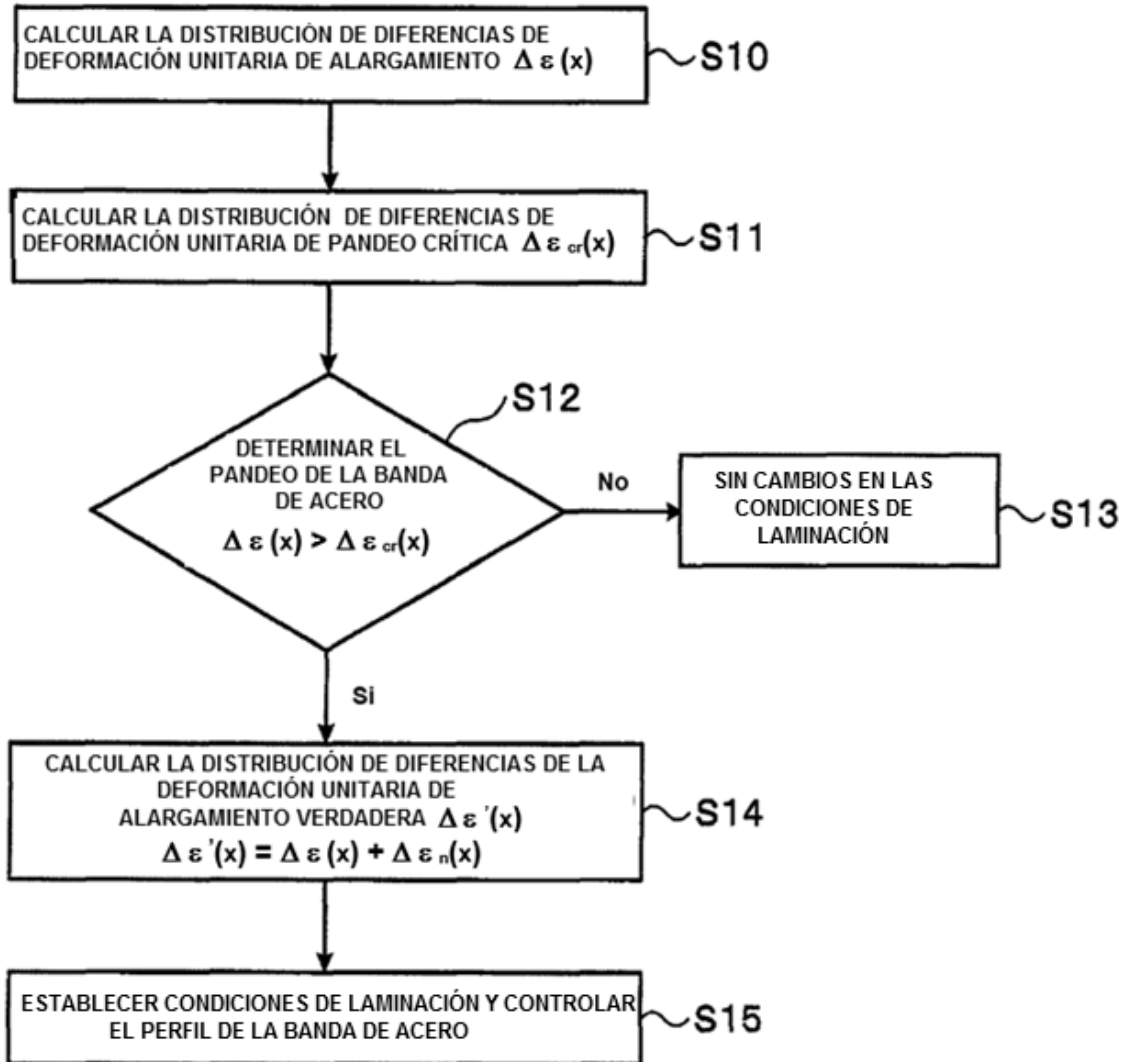 CALCULAR LA DISTRIBUCIÓN DE DIFERENCIAS DE
DEFORMACIÓN UNITARIA DE ALARGAMIENTO Δ ε (x)
S10
CALCULAR LA DISTRIBUCIÓN DE DIFERENCIAS DE
DEFORMACIÓN UNITARIA DE PANDEO CRÍTICA Δ ε cr(x)
S11
S12
DETERMINAR EL
PANDEO DE LA BANDA
DE ACERO
Δ ε (x) > Δ ε cr(x)
No
SIN CAMBIOS EN LAS
CONDICIONES DE
LAMINACIÓN
S13
Si
CALCULAR LA DISTRIBUCIÓN DE DIFERENCIAS DE LA
DEFORMACIÓN UNITARIA DE
ALARGAMIENTO VERDADERA Δ ε '(x)
Δ ε '(x) = Δ ε (x) + Δ ε n(x)
S14
ESTABLECER CONDICIONES DE LAMINACIÓN Y CONTROLAR
EL PERFIL DE LA BANDA DE ACERO
S15